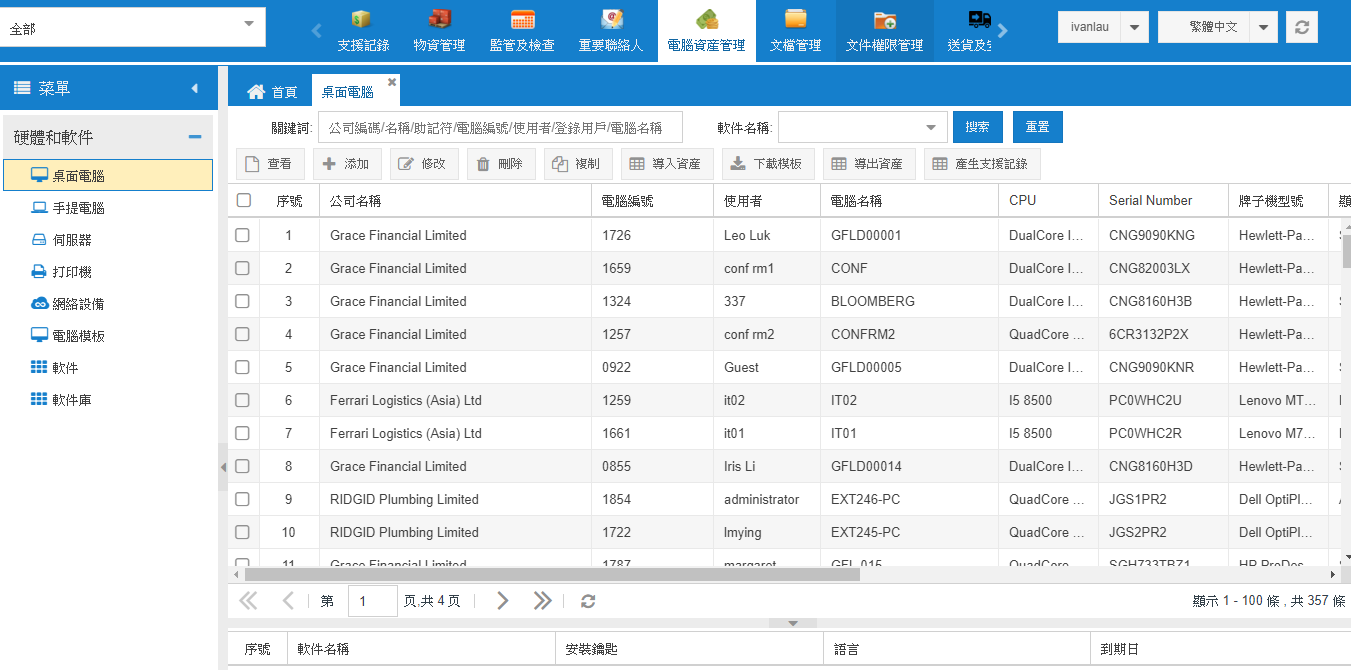 全部
支援記錄 物資管理 監管及檢查 重要聯絡人 電腦資産管理 文檔管理 文件權限管理 送貨及
ivanlau 繁體中文
菜單
首頁 桌面電腦
硬體和軟件
桌面電腦
手提電腦
伺服器
打印機
網絡設備
電腦模板
軟件
軟件庫
關鍵詞: 公司編碼/名稱/助記符/電腦編號/使用者/登錄用戶/電腦名稱 軟件名稱: 搜索 重置
查看 添加 修改 刪除 複制 導入資產 下載模板 導出資產 産生支援記錄
序號 公司名稱 電腦編號 使用者 電腦名稱 CPU Serial Number 牌子機型號
1 Grace Financial Limited 1726 Leo Luk GFLD00001 DualCore I... CNG9090KNG Hewlett-Pa...
2 Grace Financial Limited 1659 conf rm1 CONF DualCore I... CNG82003LX Hewlett-Pa...
3 Grace Financial Limited 1324 337 BLOOMBERG DualCore I... CNG8160H3B Hewlett-Pa...
4 Grace Financial Limited 1257 conf rm2 CONFRM2 QuadCore ... 6CR3132P2X Hewlett-Pa...
5 Grace Financial Limited 0922 Guest GFLD00005 DualCore I... CNG9090KNR Hewlett-Pa...
6 Ferrari Logistics (Asia) Ltd 1259 it02 IT02 I5 8500 PC0WHC2U Lenovo MT...
7 Ferrari Logistics (Asia) Ltd 1661 it01 IT01 I5 8500 PC0WHC2R Lenovo M7...
8 Grace Financial Limited 0855 Iris Li GFLD00014 DualCore I... CNG8160H3D Hewlett-Pa...
9 RIDGID Plumbing Limited 1854 administrator EXT246-PC QuadCore ... JGS1PR2 Dell OptiPl...
10 RIDGID Plumbing Limited 1722 lmying EXT245-PC QuadCore ... JGS2PR2 Dell OptiPl...
11 Grace Financial Limited 1787 margaret GFL-015 QuadCore SGH733TBZ1 HP ProDes
第 1 页,共 4 页
顯示 1 - 100 條 , 共 357 條
序號 軟件名稱 安裝鑰匙 語言 到期日